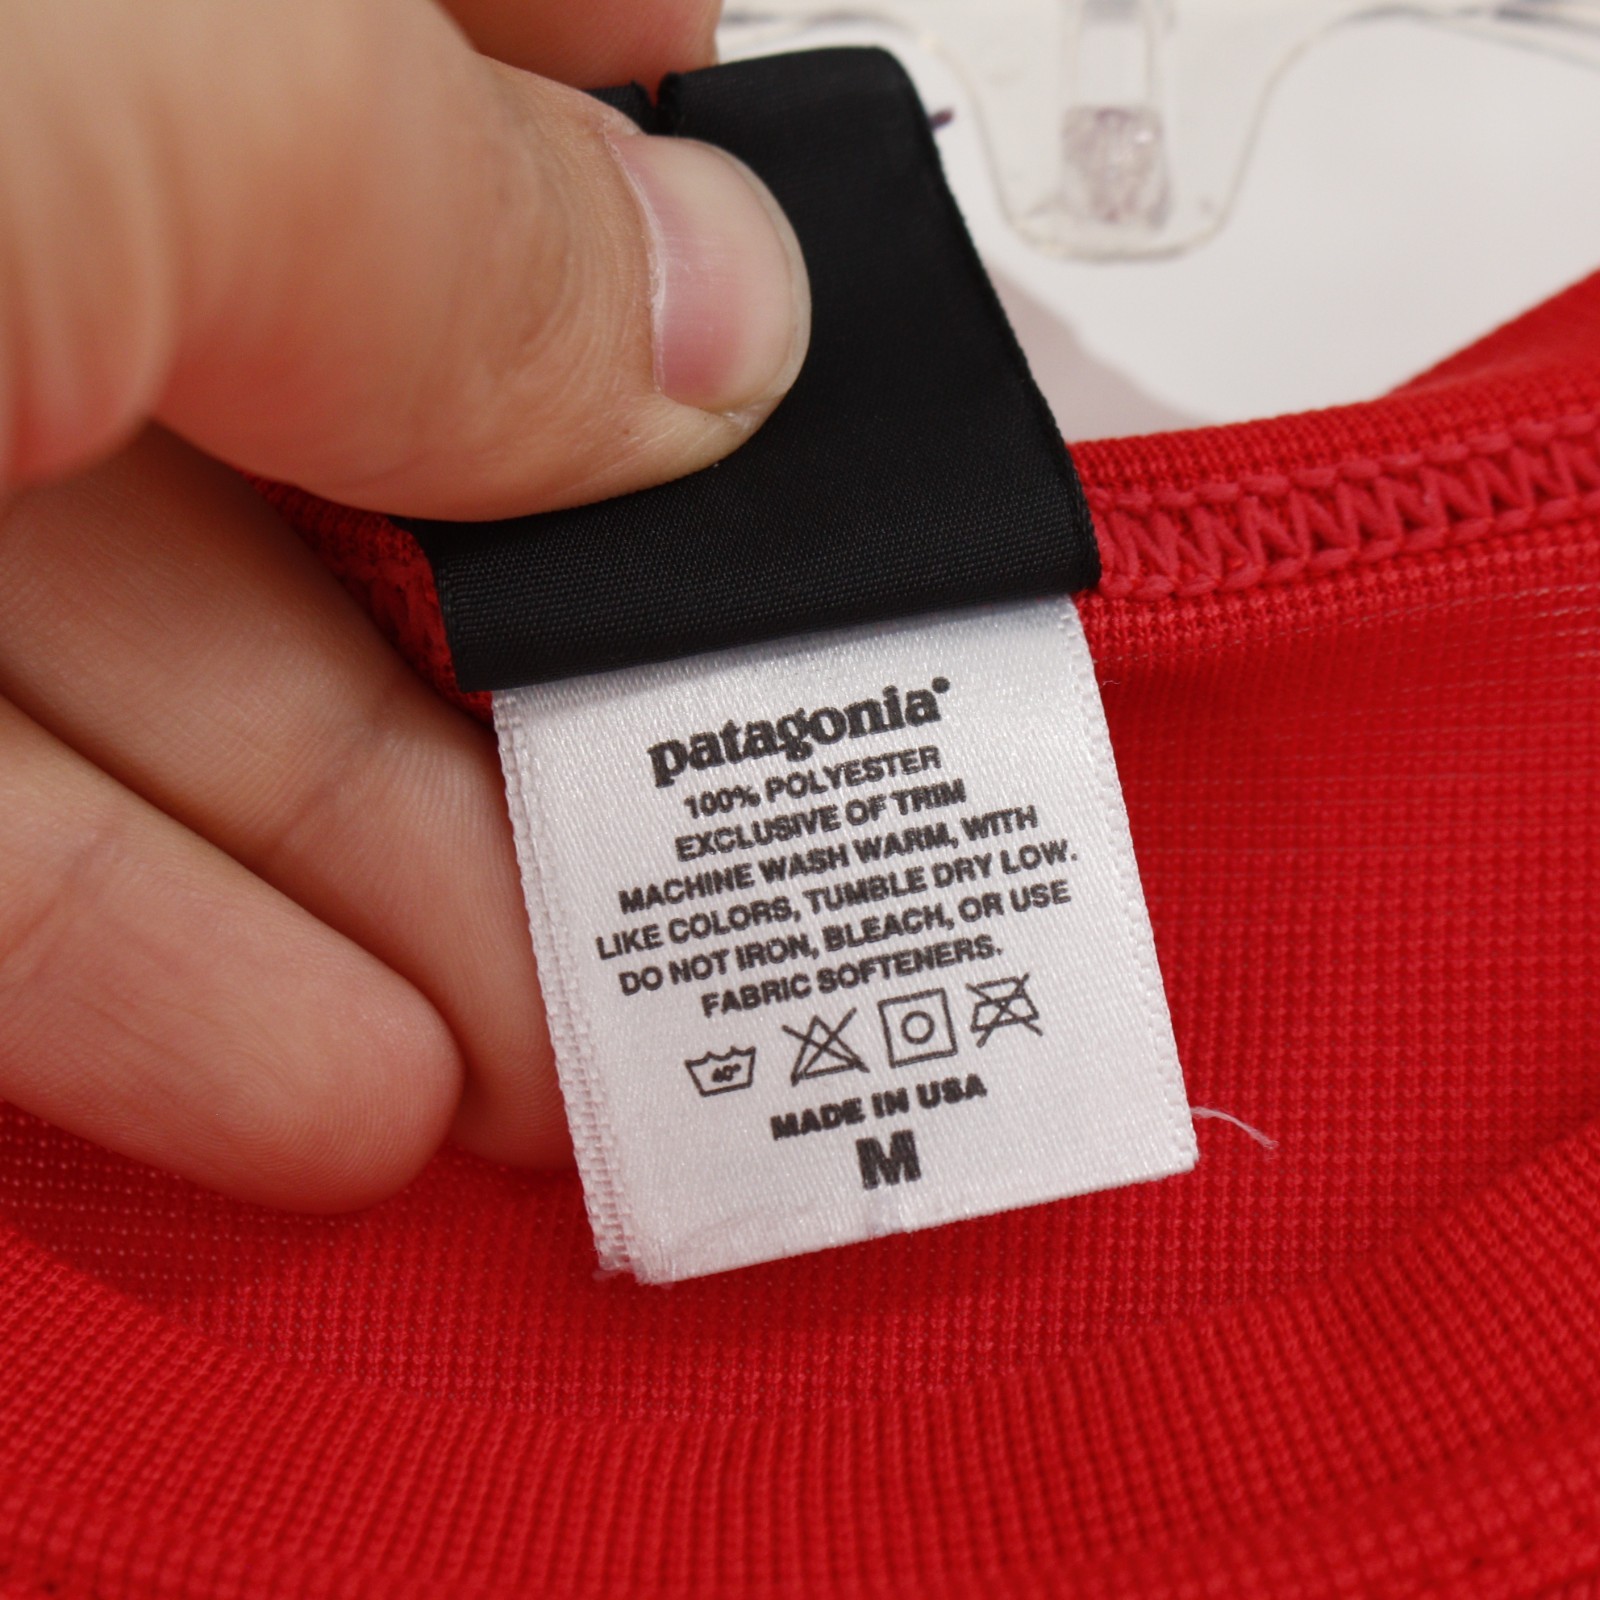 patagonia®
100% POLYESTER
EXCLUSIVE OF TRIM
MACHINE WASH WARM, WITH
LIKE COLORS, TUMBLE DRY LOW.
DO NOT IRON, BLEACH, OR USE
FABRIC SOFTENERS.
40°
MADE IN USA
M